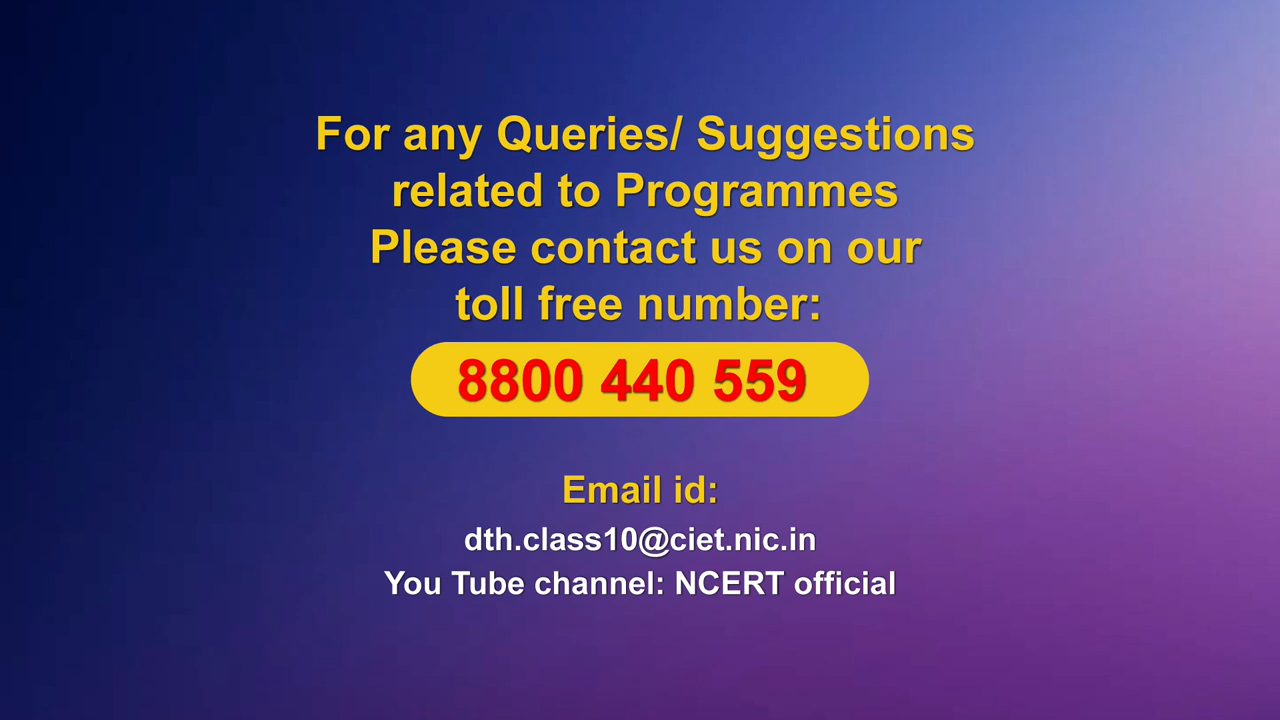 For any Queries/ Suggestions
related to Programmes
Please contact us on our
toll free number:
8800 440 559
Email id:
dth.class10@ciet.nic.in
You Tube channel: NCERT official